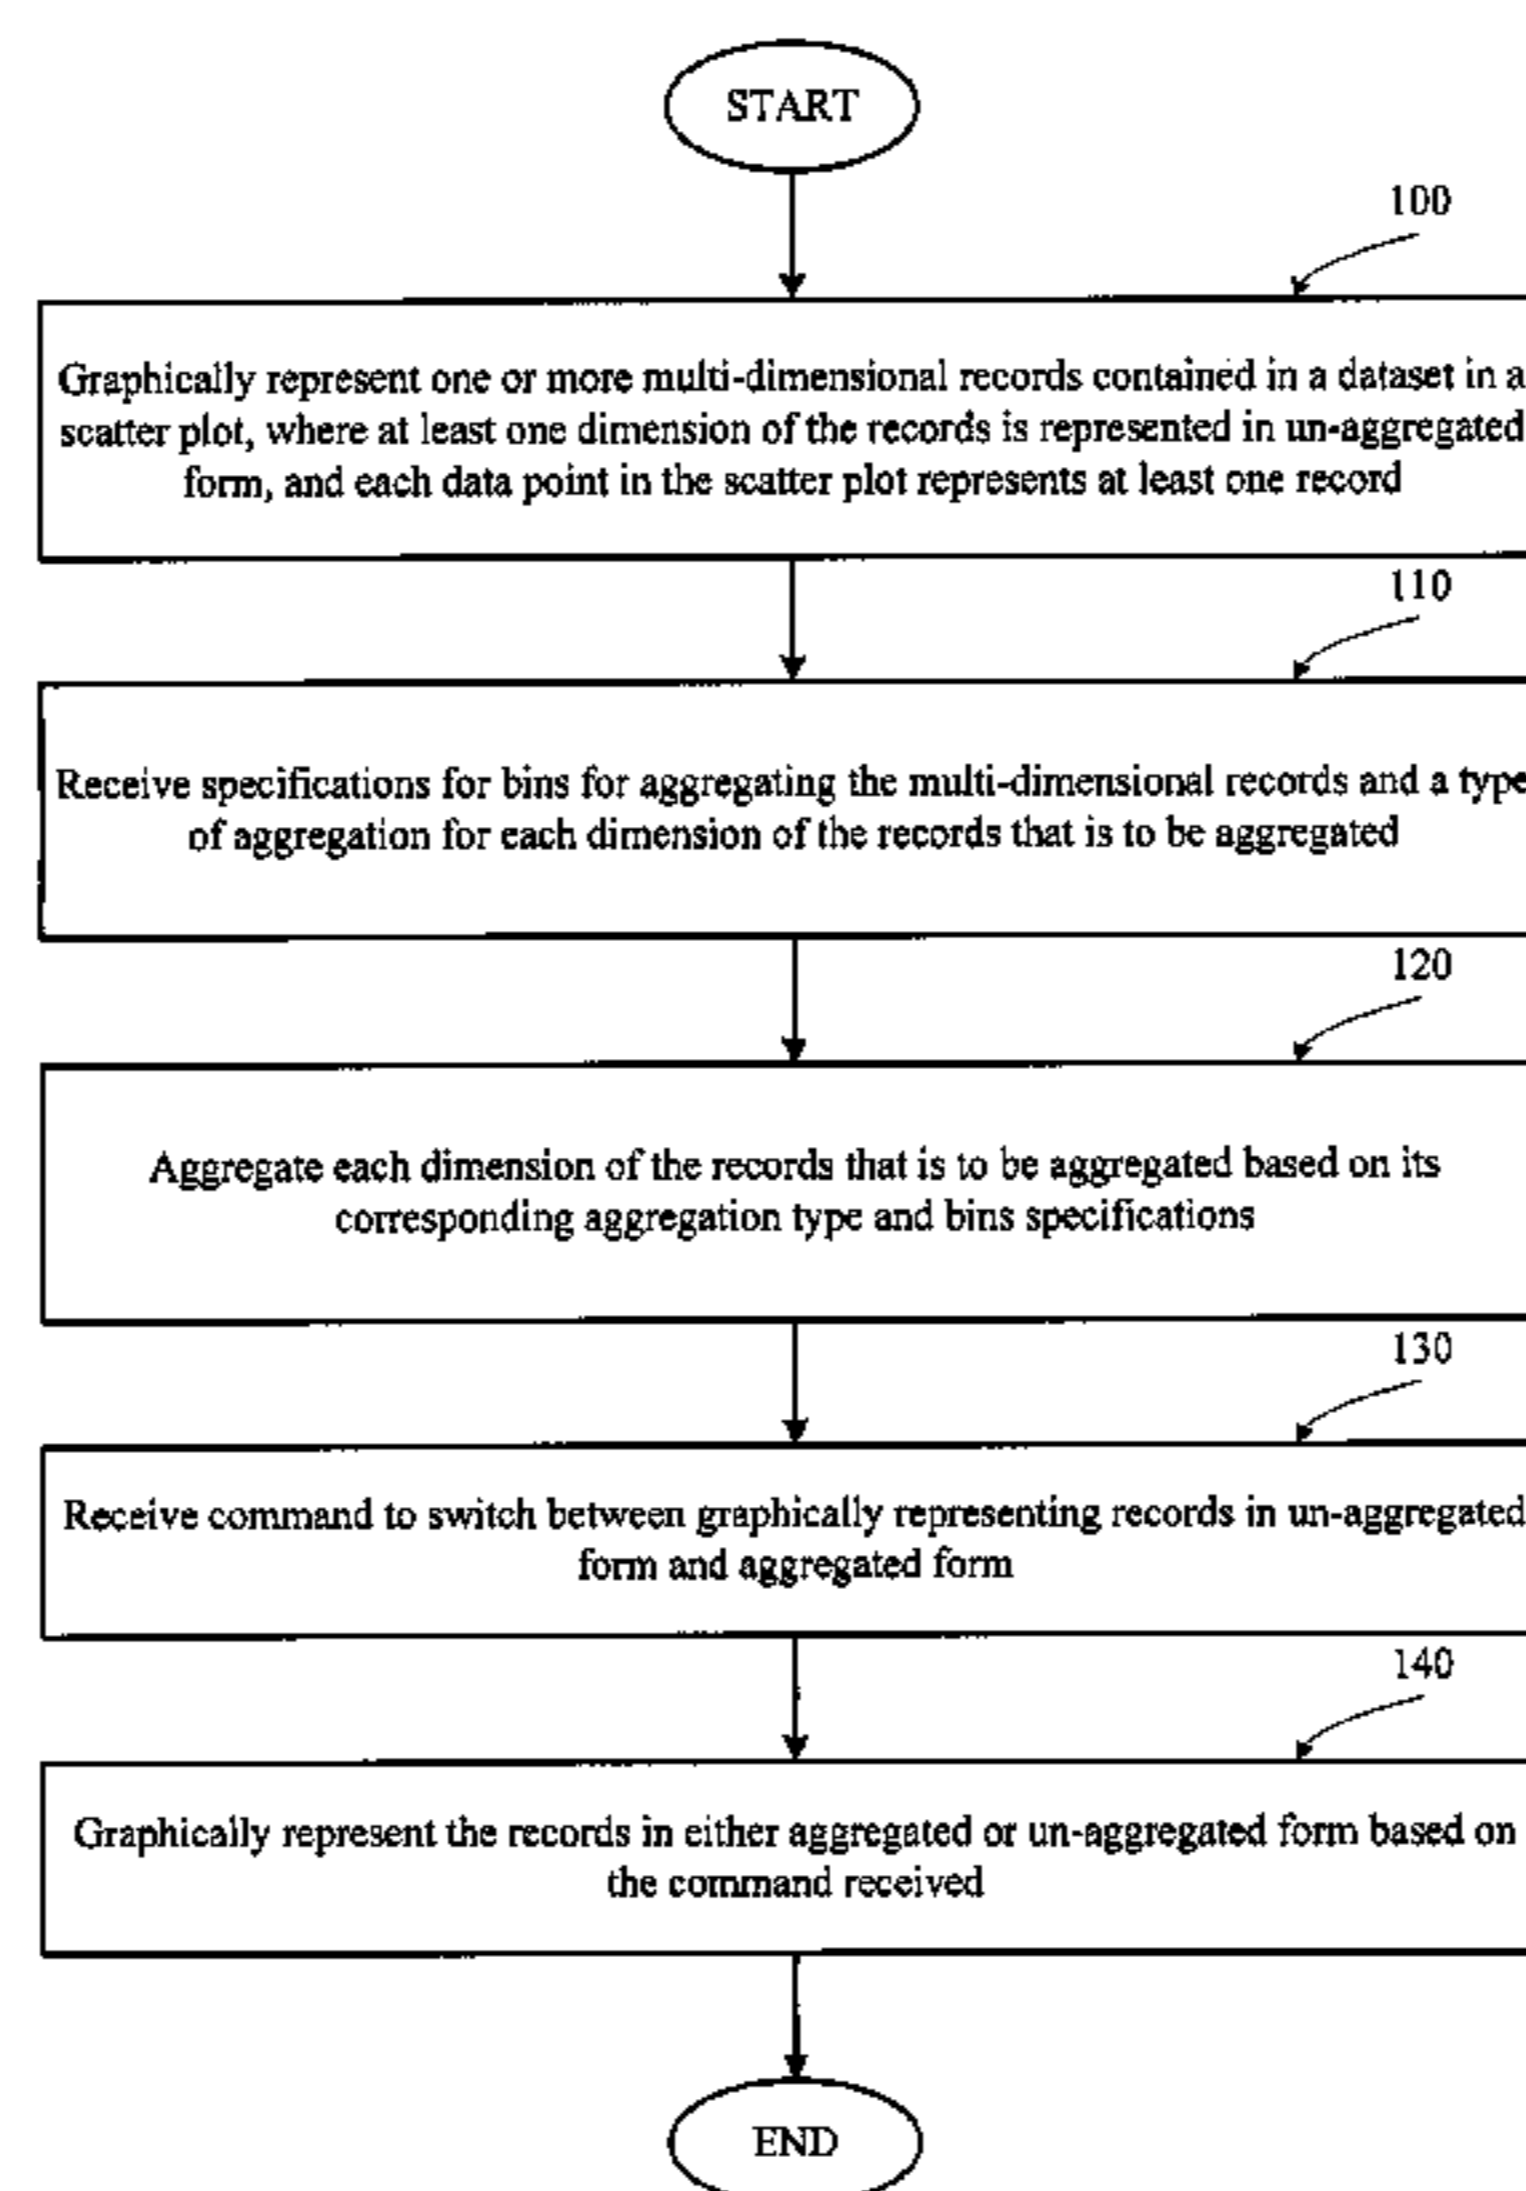 START
100
Graphically represent one or more multi-dimensional records contained in a dataset in a
scatter plot, where at least one dimension of the records is represented in un-aggregated
form, and each data point in the scatter plot represents at least one record
110
Receive specifications for bins for aggregating the multi-dimensional records and a type
of aggregation for each dimension of the records that is to be aggregated
120
Aggregate each dimension of the records that is to be aggregated based on its
corresponding aggregation type and bins specifications
130
Receive command to switch between graphically representing records in un-aggregated
form and aggregated form
140
Graphically represent the records in either aggregated or un-aggregated form based on
the command received
END